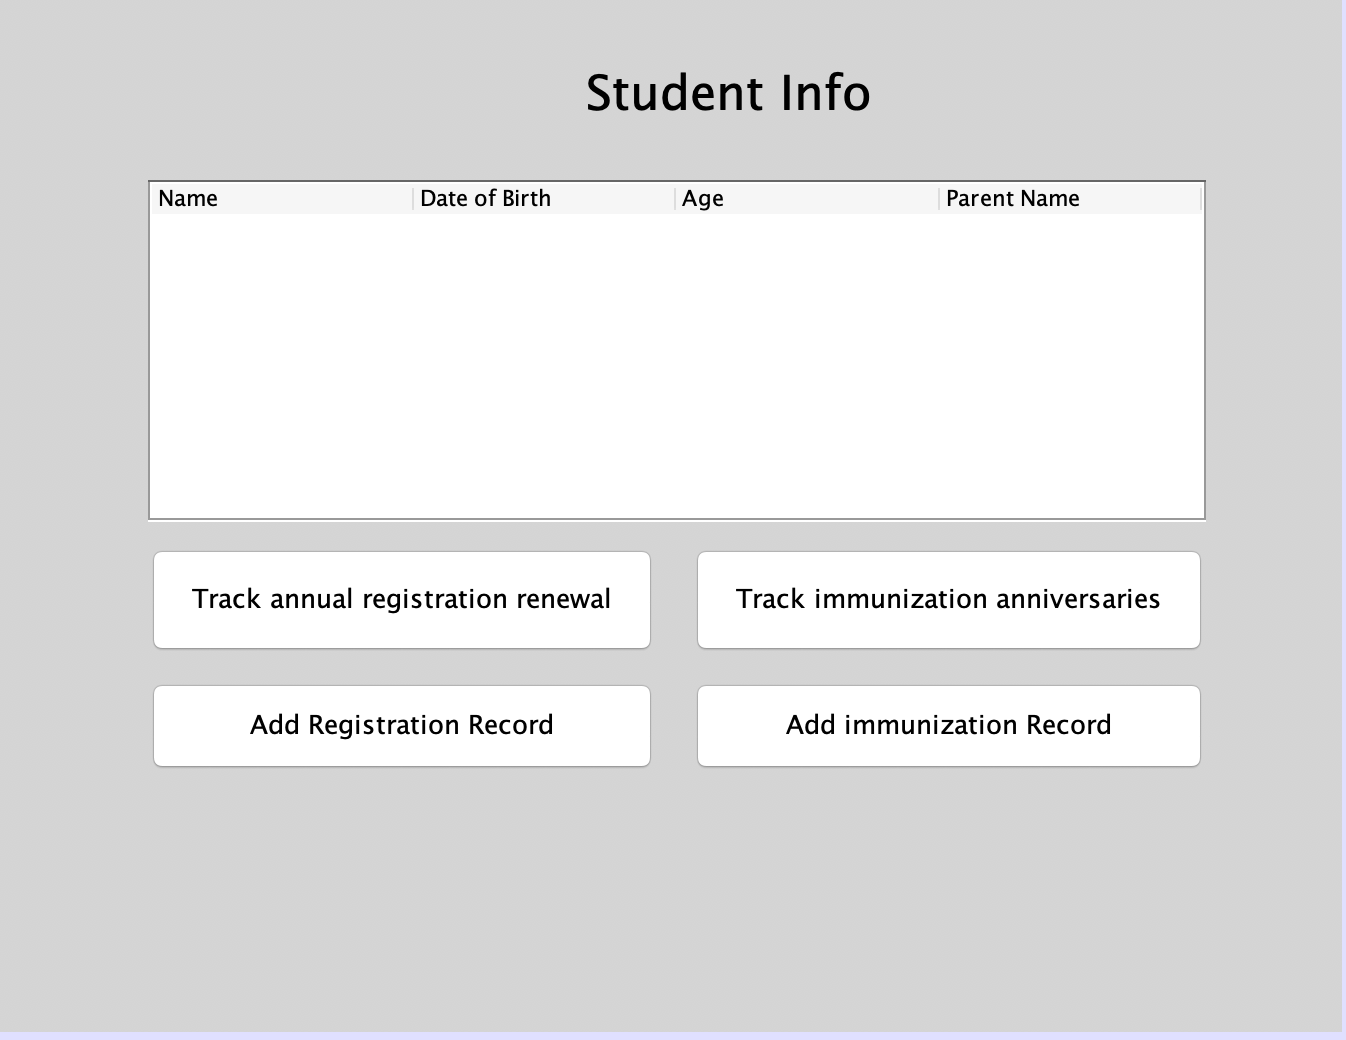 Student Info
Name Date of Birth Age Parent Name
Track annual registration renewal Track immunization anniversaries
Add Registration Record Add immunization Record